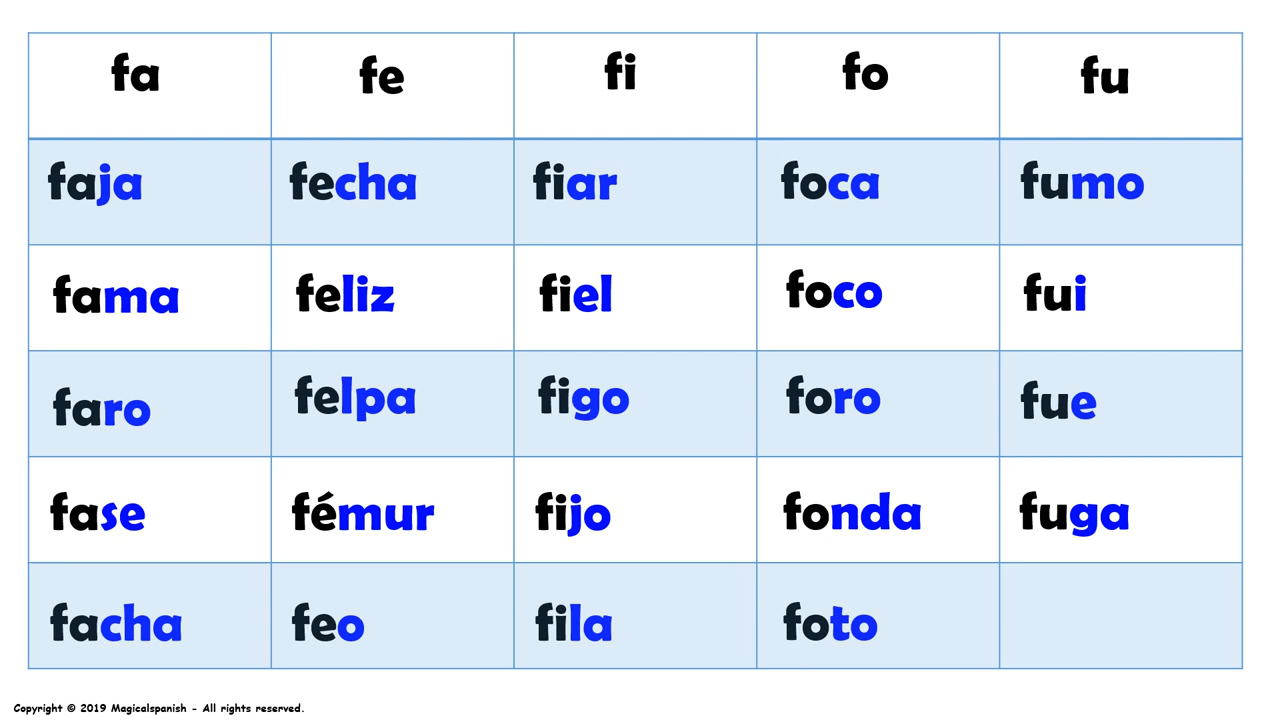 fa fe fi fo fu
faja fecha fiar foca fumo
fama feliz fiel foco fui
faro felpa figo foro fue
fase fémur fijo fonda fuga
facha feo fila foto
Copyright © 2019 Magicalspanish - All rights reserved.